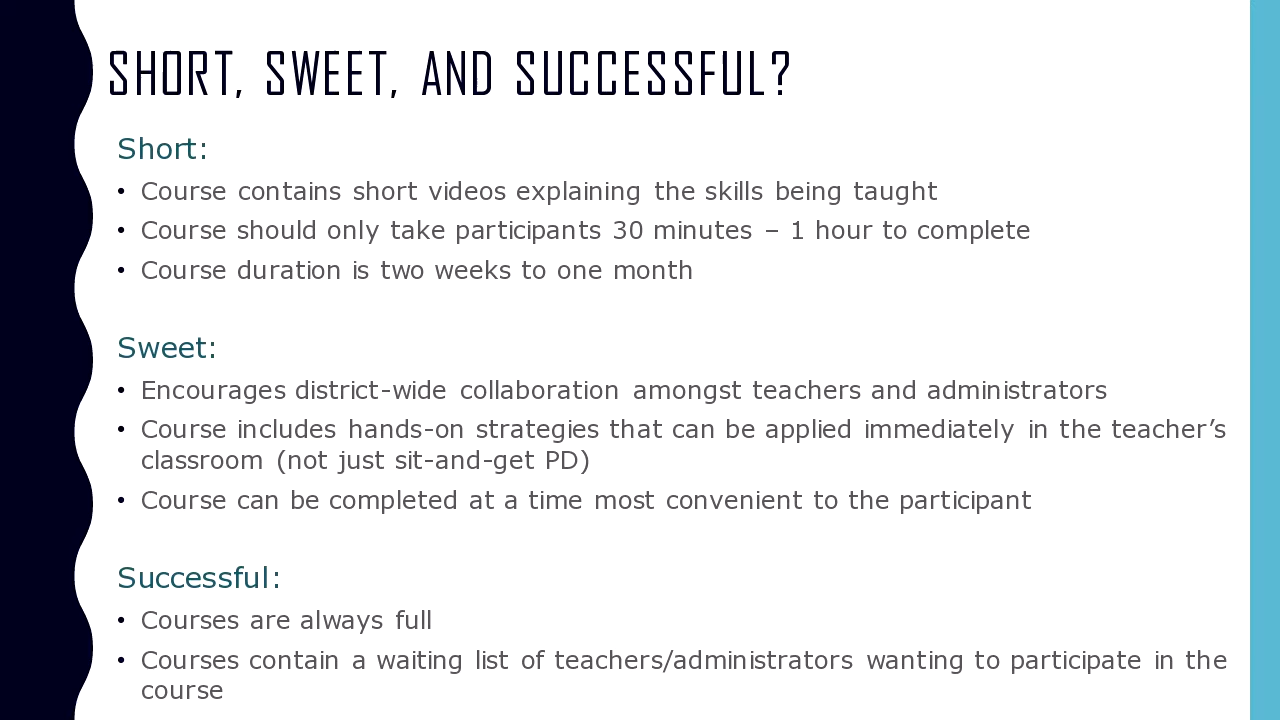 SHORT, SWEET, AND SUCCESSFUL?
Short:
• Course contains short videos explaining the skills being taught
• Course should only take participants 30 minutes – 1 hour to complete
• Course duration is two weeks to one month
Sweet:
• Encourages district-wide collaboration amongst teachers and administrators
• Course includes hands-on strategies that can be applied immediately in the teacher’s
classroom (not just sit-and-get PD)
• Course can be completed at a time most convenient to the participant
Successful:
• Courses are always full
• Courses contain a waiting list of teachers/administrators wanting to participate in the
course